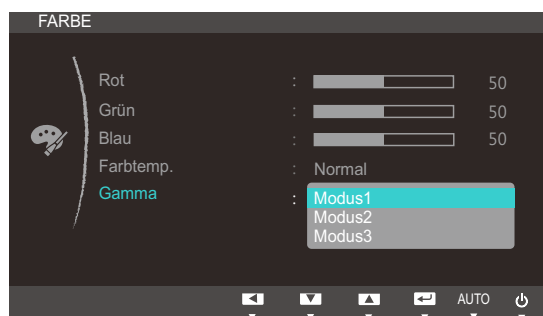 FARBE
Rot : 50
Grün : 50
Blau : 50
Farbtemp. : Normal
Gamma : Modus1
Modus2
Modus3
AUTO